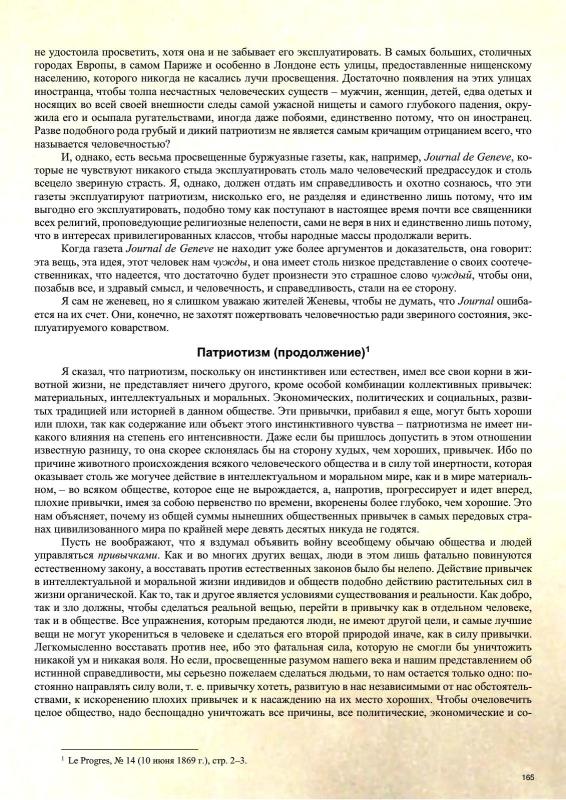 не удостоила просветить, хотя она и не забывает его эксплуатировать. В самых больших, столичных
городах Европы, в самом Париже и особенно в Лондоне есть улицы, предоставленные нищенскому
населению, которого никогда не касались лучи просвещения. Достаточно появления на этих улицах
иностранца, чтобы толпа несчастных человеческих существ – мужчин, женщин, детей, едва одетых и
носящих во всей своей внешности следы самой ужасной нищеты и самого глубокого падения, окру-
жила его и осыпала ругательствами, иногда даже побоями, единственно потому, что он иностранец.
Разве подобного рода грубый и дикий патриотизм не является самым кричащим отрицанием всего, что
называется человечностью?
И, однако, есть весьма просвещенные буржуазные газеты, как, например, Journal de Geneve, ко-
торые не чувствуют никакого стыда эксплуатировать столь мало человеческий предрассудок и столь
всецело звериную страсть. Я, однако, должен отдать им справедливость и охотно сознаюсь, что эти
газеты эксплуатируют патриотизм, нисколько его, не разделяя и единственно лишь потому, что им
выгодно его эксплуатировать, подобно тому как поступают в настоящее время почти все священники
всех религий, проповедующие религиозные нелепости, сами не веря в них и единственно лишь потому,
что в интересах привилегированных классов, чтобы народные массы продолжали верить.
Когда газета Journal de Geneve не находит уже более аргументов и доказательств, она говорит:
эта вещь, эта идея, этот человек нам чужды, и она имеет столь низкое представление о своих соотече-
ственниках, что надеется, что достаточно будет произнести это страшное слово чуждый, чтобы они,
позабыв все, и здравый смысл, и человечность, и справедливость, стали на ее сторону.
Я сам не женевец, но я слишком уважаю жителей Женевы, чтобы не думать, что Journal ошиба-
ется на их счет. Они, конечно, не захотят пожертвовать человечностью ради звериного состояния, экс-
плуатируемого коварством.
Патриотизм (продолжение)1
Я сказал, что патриотизм, поскольку он инстинктивен или естествен, имел все свои корни в жи-
вотной жизни, не представляет ничего другого, кроме особой комбинации коллективных привычек:
материальных, интеллектуальных и моральных. Экономических, политических и социальных, разви-
тых традицией или историей в данном обществе. Эти привычки, прибавил я еще, могут быть хороши
или плохи, так как содержание или объект этого инстинктивного чувства – патриотизма не имеет ни-
какого влияния на степень его интенсивности. Даже если бы пришлось допустить в этом отношении
известную разницу, то она скорее склонялась бы на сторону худых, чем хороших, привычек. Ибо по
причине животного происхождения всякого человеческого общества и в силу той инертности, которая
оказывает столь же могучее действие в интеллектуальном и моральном мире, как и в мире материаль-
ном, – во всяком обществе, которое еще не вырождается, а, напротив, прогрессирует и идет вперед,
плохие привычки, имея за собою первенство по времени, вкоренены более глубоко, чем хорошие. Это
нам объясняет, почему из общей суммы нынешних общественных привычек в самых передовых стра-
нах цивилизованного мира по крайней мере девять десятых никуда не годятся.
Пусть не воображают, что я вздумал объявить войну всеобщему обычаю общества и людей
управляться привычками. Как и во многих других вещах, люди в этом лишь фатально повинуются
естественному закону, а восставать против естественных законов было бы нелепо. Действие привычек
в интеллектуальной и моральной жизни индивидов и обществ подобно действию растительных сил в
жизни органической. Как то, так и другое является условиями существования и реальности. Как добро,
так и зло должны, чтобы сделаться реальной вещью, перейти в привычку как в отдельном человеке,
так и в обществе. Все упражнения, которым предаются люди, не имеют другой цели, и самые лучшие
вещи не могут укорениться в человеке и сделаться его второй природой иначе, как в силу привычки.
Легкомысленно восставать против нее, ибо это фатальная сила, которую не смогли бы уничтожить
никакой ум и никакая воля. Но если, просвещенные разумом нашего века и нашим представлением об
истинной справедливости, мы серьезно пожелаем сделаться людьми, то нам остается только одно: по-
стоянно направлять силу воли, т. е. привычку хотеть, развитую в нас независимыми от нас обстоятель-
ствами, к искоренению плохих привычек и к насаждению на их место хороших. Чтобы очеловечить
целое общество, надо беспощадно уничтожать все причины, все политические, экономические и со-
1 Le Progres, № 14 (10 июня 1869 г.), стр. 2–3.
165